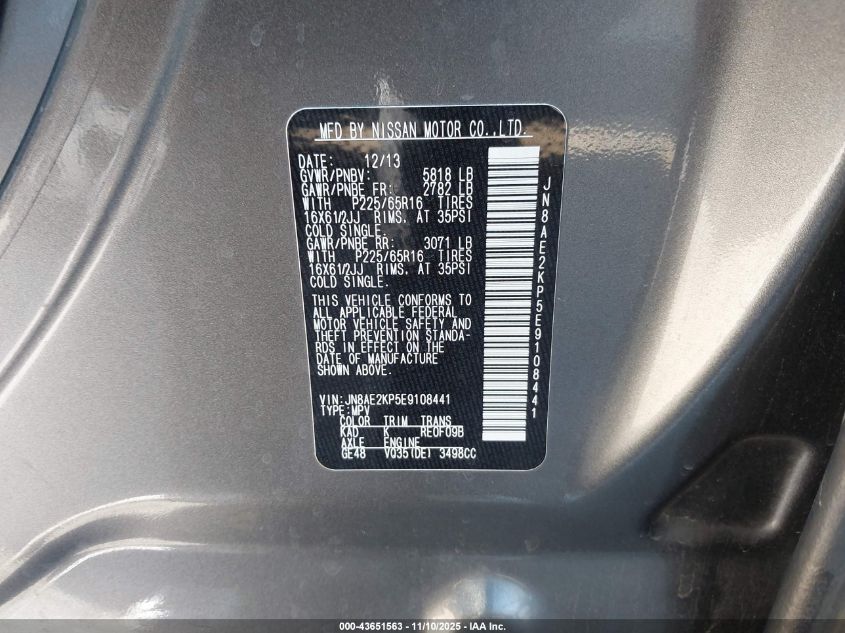 MFD BY NISSAN MOTOR CO.,LTD.
DATE: 12/13
GVWR/PNBV: 5818 LB
GAWR/PNBE FR: 2782 LB
WITH P225/65R16 TIRES
16X61/2JJ RIMS, AT 35PSI
COLD SINGLE.
GAWR/PNBE RR: 3071 LB
WITH P225/65R16 TIRES
16X61/2JJ RIMS, AT 35PSI
COLD SINGLE.
THIS VEHICLE CONFORMS TO
ALL APPLICABLE FEDERAL
MOTOR VEHICLE SAFETY AND
THEFT PREVENTION STANDA-
RDS IN EFFECT ON THE
DATE OF MANUFACTURE
SHOWN ABOVE.
VIN:JN8AE2KP5E9108441
TYPE:MPV
COLOR TRIM TRANS
KAD K RE0F09B
AXLE ENGINE
GE48 VQ35(DE) 3498CC
JN8AE2KP5E9108441
000-43651563 - 11/10/2025 - IAA Inc.